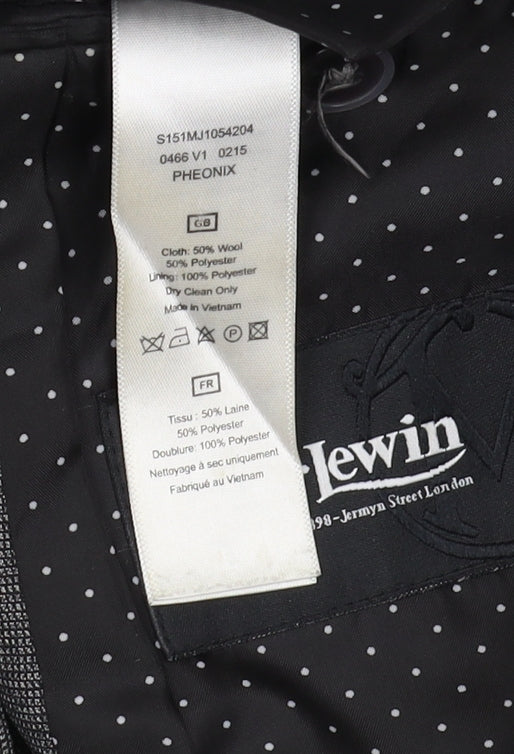 S151MJ1054204
0466 V1 0215
PHEONIX
GB
Cloth: 50% Wool
50% Polyester
Lining: 100% Polyester
Dry Clean Only
Made in Vietnam
P
FR
Tissu : 50% Laine
50% Polyester
Doublure: 100% Polyester
Nettoyage à sec uniquement
Fabriqué au Vietnam
Lewin
98-Jermyn Street London